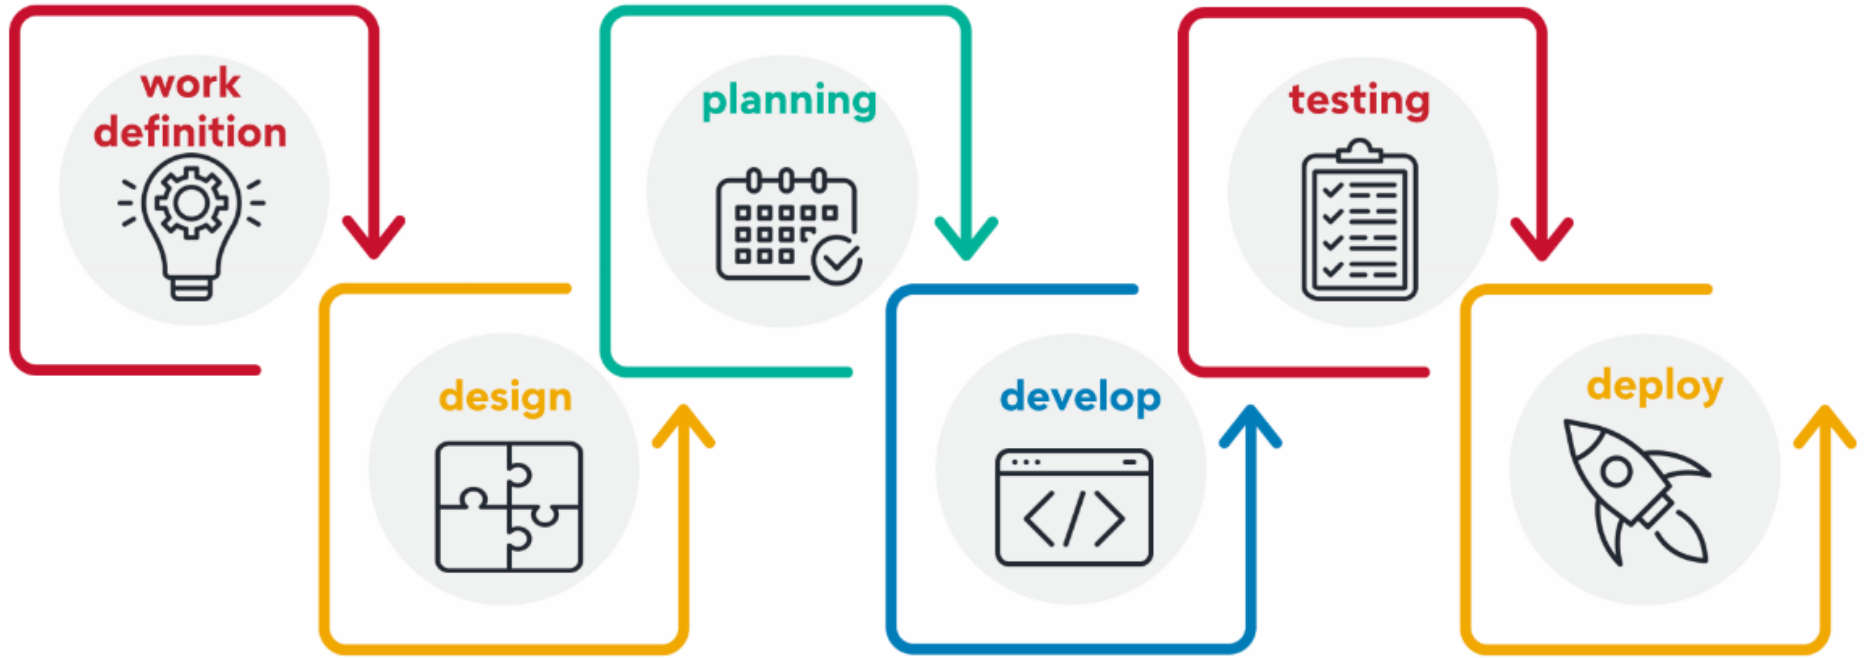 work
definition
design
planning
develop
testing
deploy